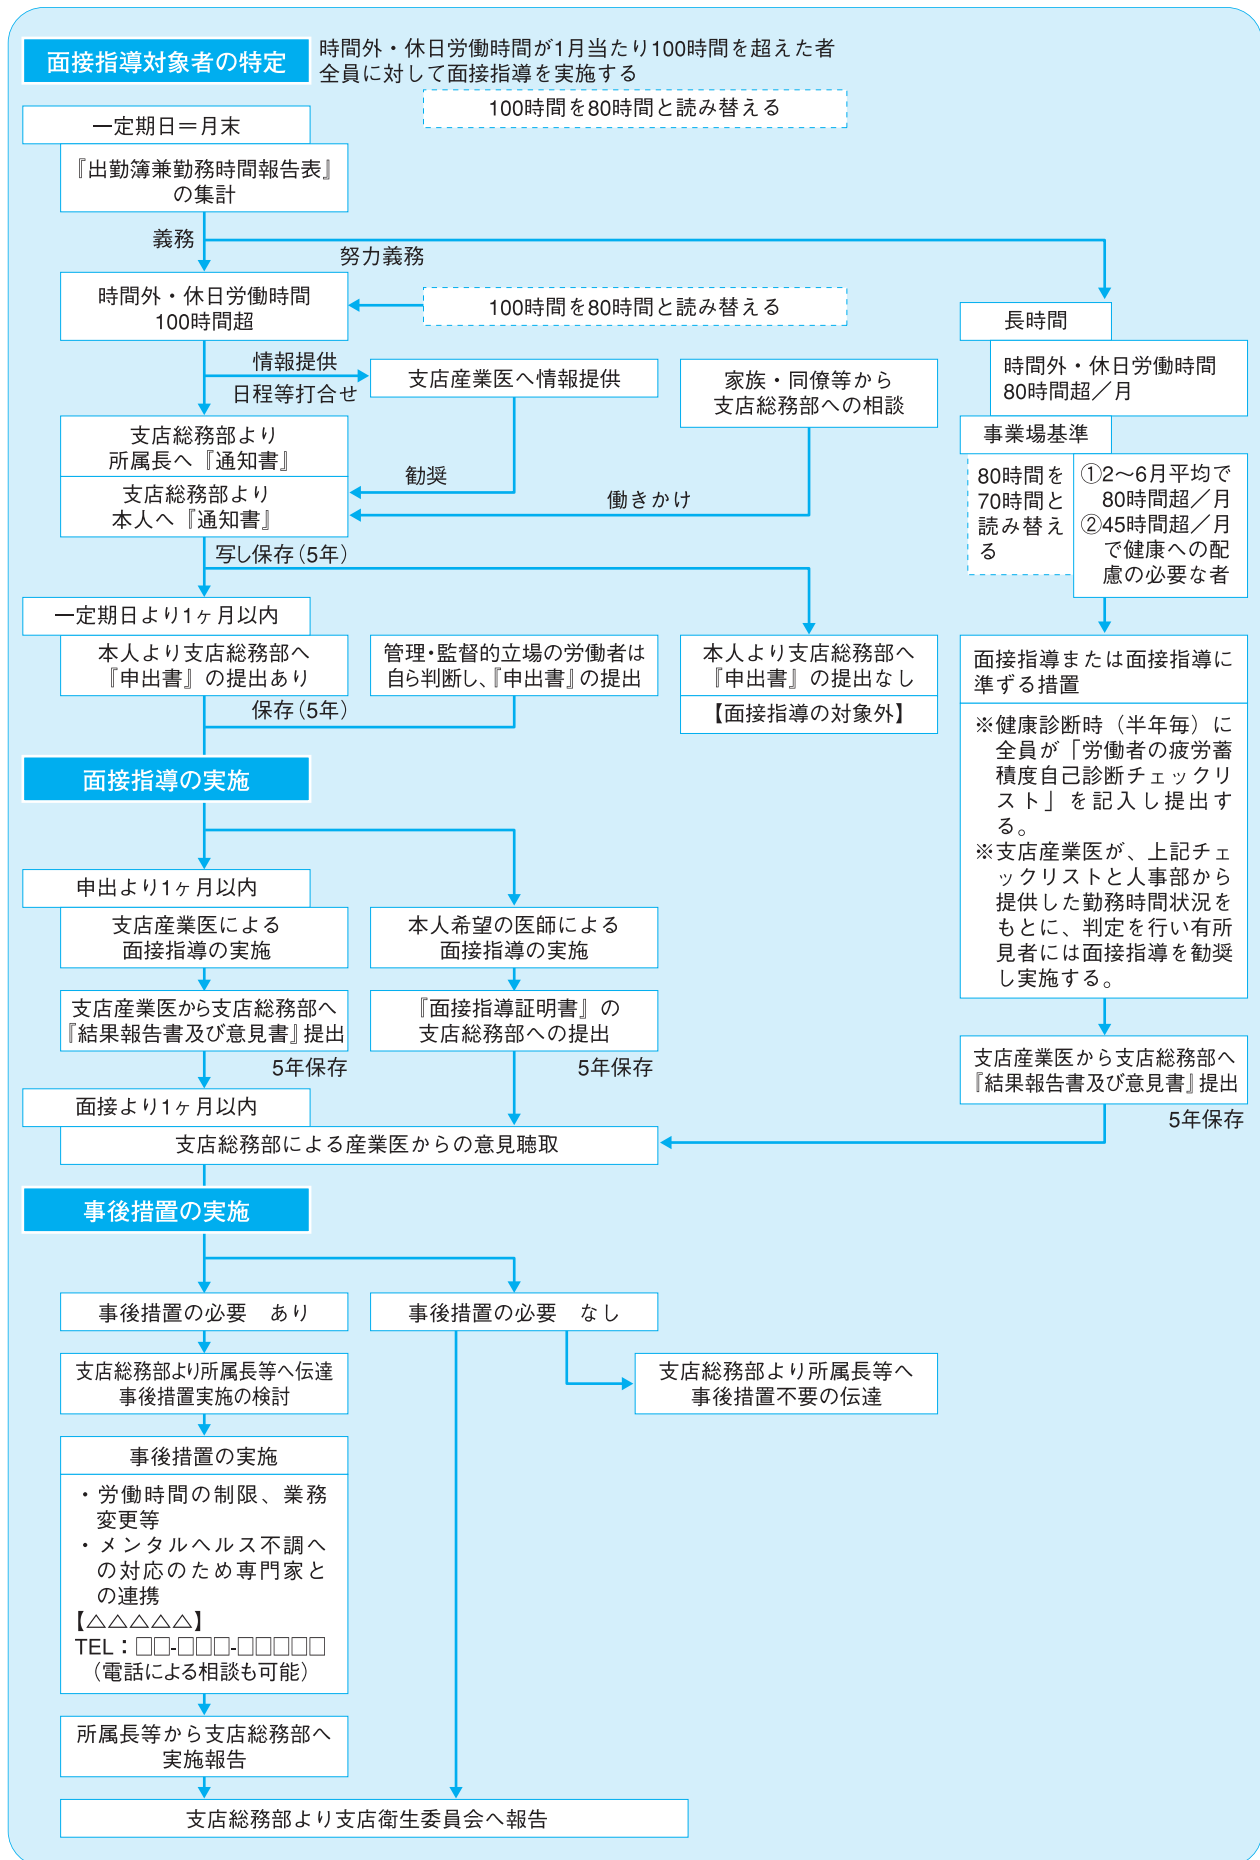 面接指導対象者の特定
時間外・休日労働時間が1月当たり100時間を超えた者
全員に対して面接指導を実施する
100時間を80時間と読み替える
一定期日＝月末
『出勤簿兼勤務時間報告表』
の集計
義務
努力義務
時間外・休日労働時間
100時間超
100時間を80時間と読み替える
情報提供
日程等打合せ
支店産業医へ情報提供
家族・同僚等から
支店総務部への相談
長時間
時間外・休日労働時間
80時間超／月
支店総務部より
所属長へ『通知書』
支店総務部より
本人へ『通知書』
勧奨
働きかけ
事業場基準
80時間を
70時間と
読み替え
る
①2～6月平均で
80時間超／月
②45時間超／月
で健康への配
慮の必要な者
写し保存（5年）
一定期日より1ヶ月以内
本人より支店総務部へ
『申出書』の提出あり
管理・監督的立場の労働者は
自ら判断し、『申出書』の提出
本人より支店総務部へ
『申出書』の提出なし
【面接指導の対象外】
保存（5年）
面接指導または面接指導に
準ずる措置
※健康診断時（半年毎）に
全員が「労働者の疲労蓄
積度自己診断チェックリ
スト」を記入し提出す
る。
※支店産業医が、上記チェ
ックリストと人事部から
提供した勤務時間状況を
もとに、判定を行い有所
見者には面接指導を勧奨
し実施する。
面接指導の実施
申出より1ヶ月以内
支店産業医による
面接指導の実施
本人希望の医師による
面接指導の実施
支店産業医から支店総務部へ
『結果報告書及び意見書』提出
5年保存
『面接指導証明書』の
支店総務部への提出
5年保存
支店産業医から支店総務部へ
『結果報告書及び意見書』提出
5年保存
面接より1ヶ月以内
支店総務部による産業医からの意見聴取
事後措置の実施
事後措置の必要　あり
事後措置の必要　なし
支店総務部より所属長等へ伝達
事後措置実施の検討
支店総務部より所属長等へ
事後措置不要の伝達
事後措置の実施
・労働時間の制限、業務
変更等
・メンタルヘルス不調へ
の対応のため専門家と
の連携
【△△△△△】
TEL：□□-□□□-□□□□□
（電話による相談も可能）
所属長等から支店総務部へ
実施報告
支店総務部より支店衛生委員会へ報告